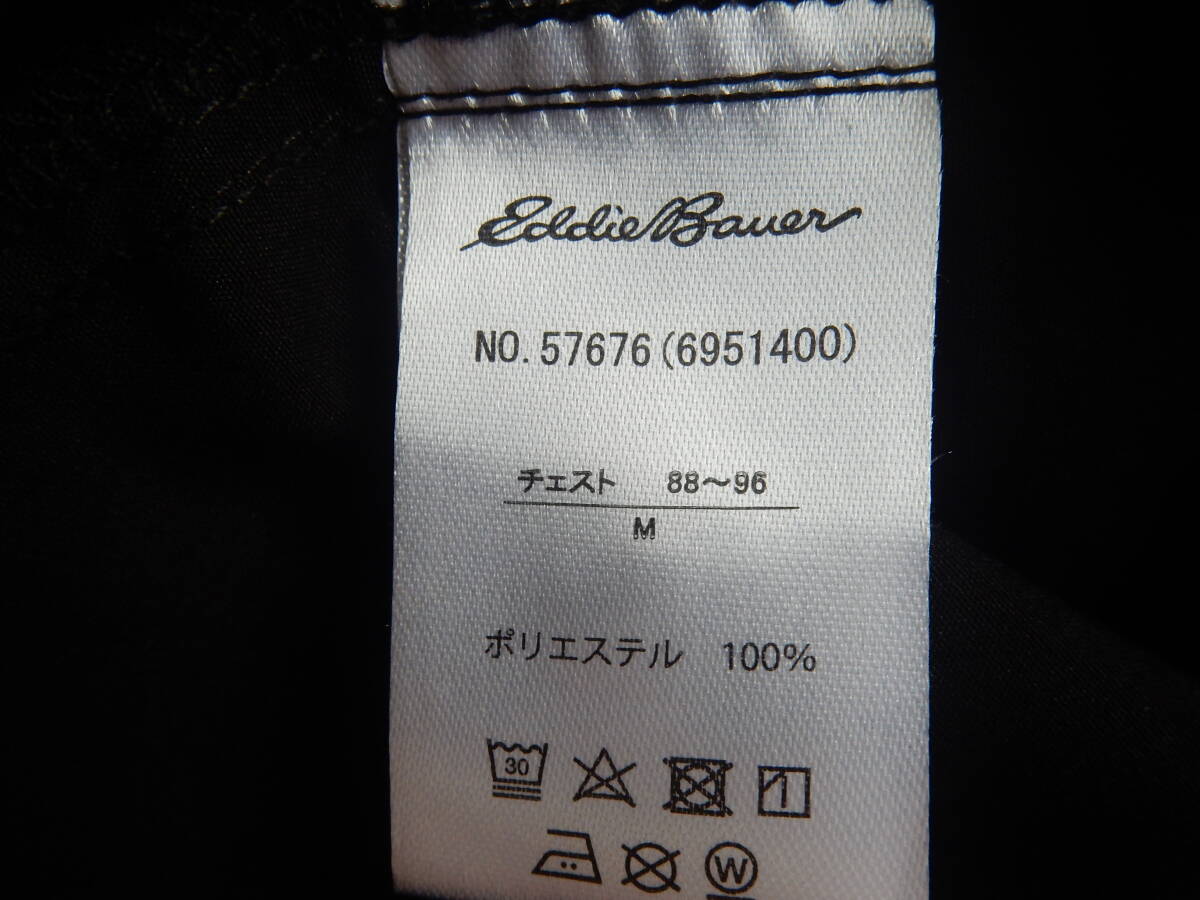 Eddie Bauer
NO. 57676 (6951400)
チェスト 88～96
M
ポリエステル 100%
30
W